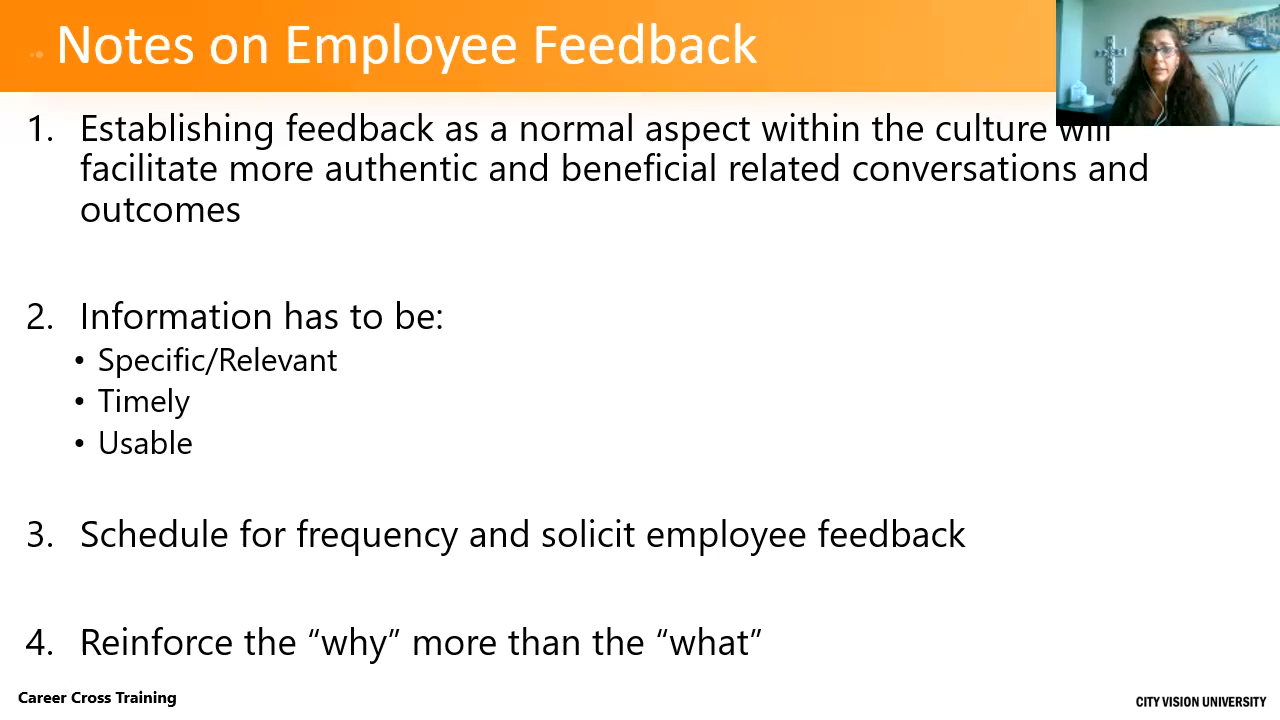 Notes on Employee Feedback
1. Establishing feedback as a normal aspect within the culture will
facilitate more authentic and beneficial related conversations and
outcomes
2. Information has to be:
• Specific/Relevant
• Timely
• Usable
3. Schedule for frequency and solicit employee feedback
4. Reinforce the “why” more than the “what”
Career Cross Training
CITY VISION UNIVERSITY